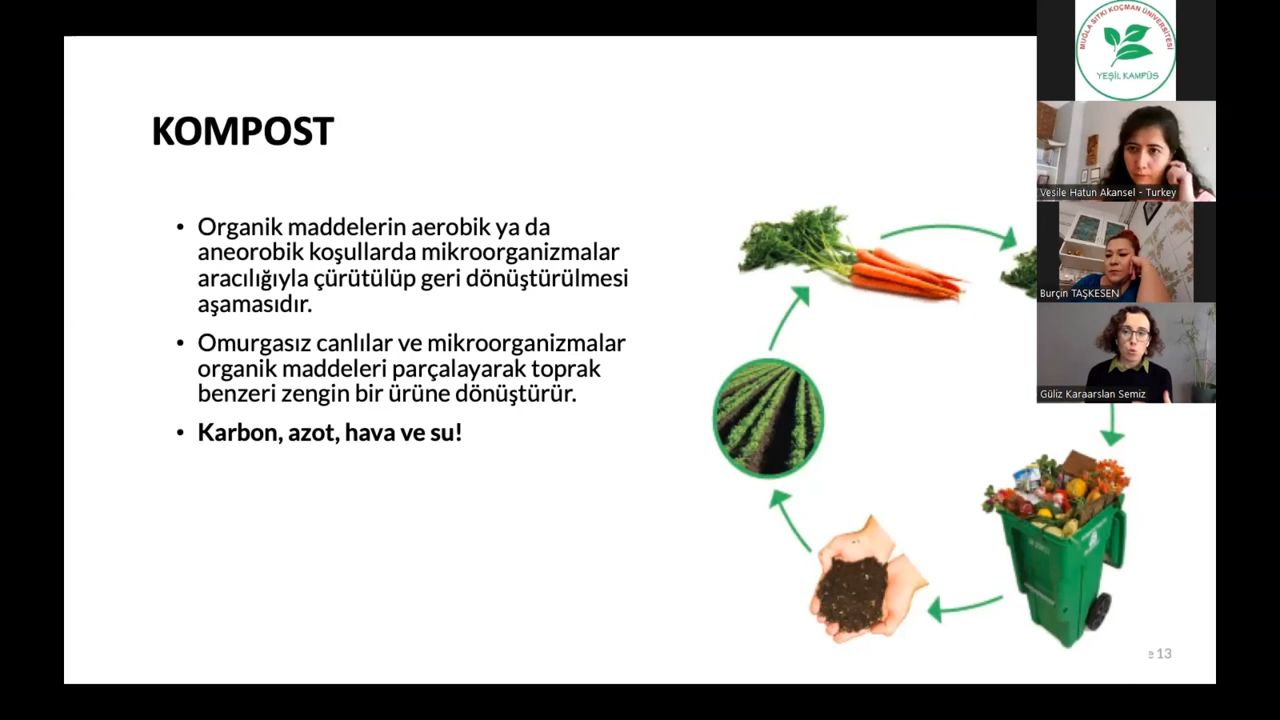 KOMPOST
• Organik maddelerin aerobik ya da
aneorobik koşullarda mikroorganizmalar
aracılığıyla çürütülüp geri dönüştürülmesi
aşamasıdır.
• Omurgasız canlılar ve mikroorganizmalar
organik maddeleri parçalayarak toprak
benzeri zengin bir ürüne dönüştürür.
• Karbon, azot, hava ve su!
MUĞLA SITKI KOÇMAN ÜNİVERSİTESİ
YEŞİL KAMPÜS
Vesile Hatun Akansel - Turkey
Burçin TAŞKESEN
Güliz Karaarslan Semiz
e 13